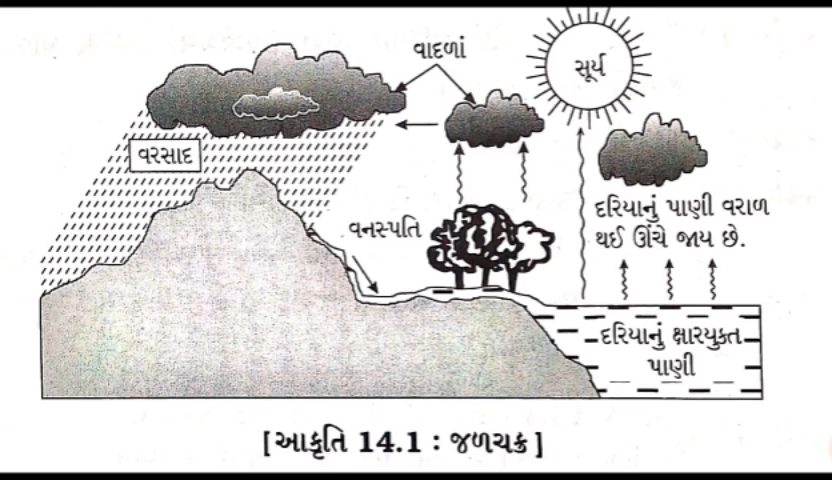 વાદળાં
સૂર્ય
વરસાદ
વનસ્પતિ
દરિયાનું પાણી વરાળ
થઈ ઊંચે જાય છે.
દરિયાનું ક્ષારયુક્ત
પાણી
[આકૃતિ 14.1 : જળચક્ર]